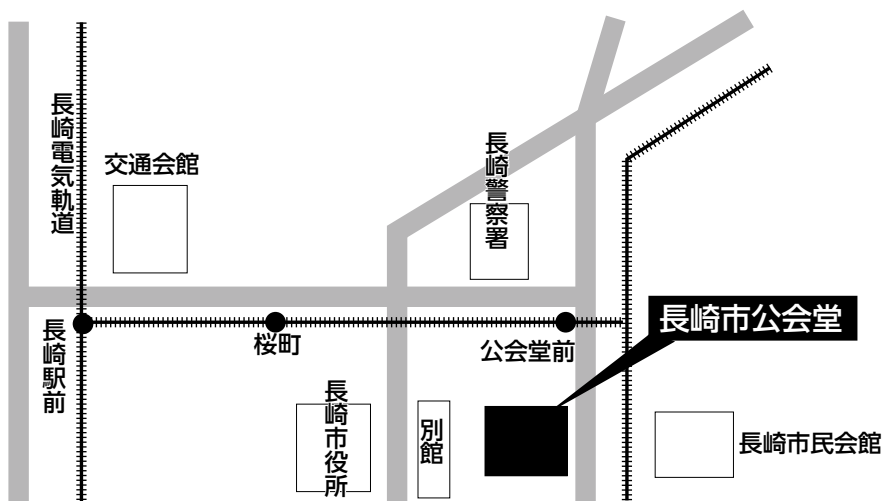 長崎電気軌道
交通会館
長崎警察署
長崎市公会堂
長崎駅前
桜町
公会堂前
長崎市役所
別館
長崎市民会館